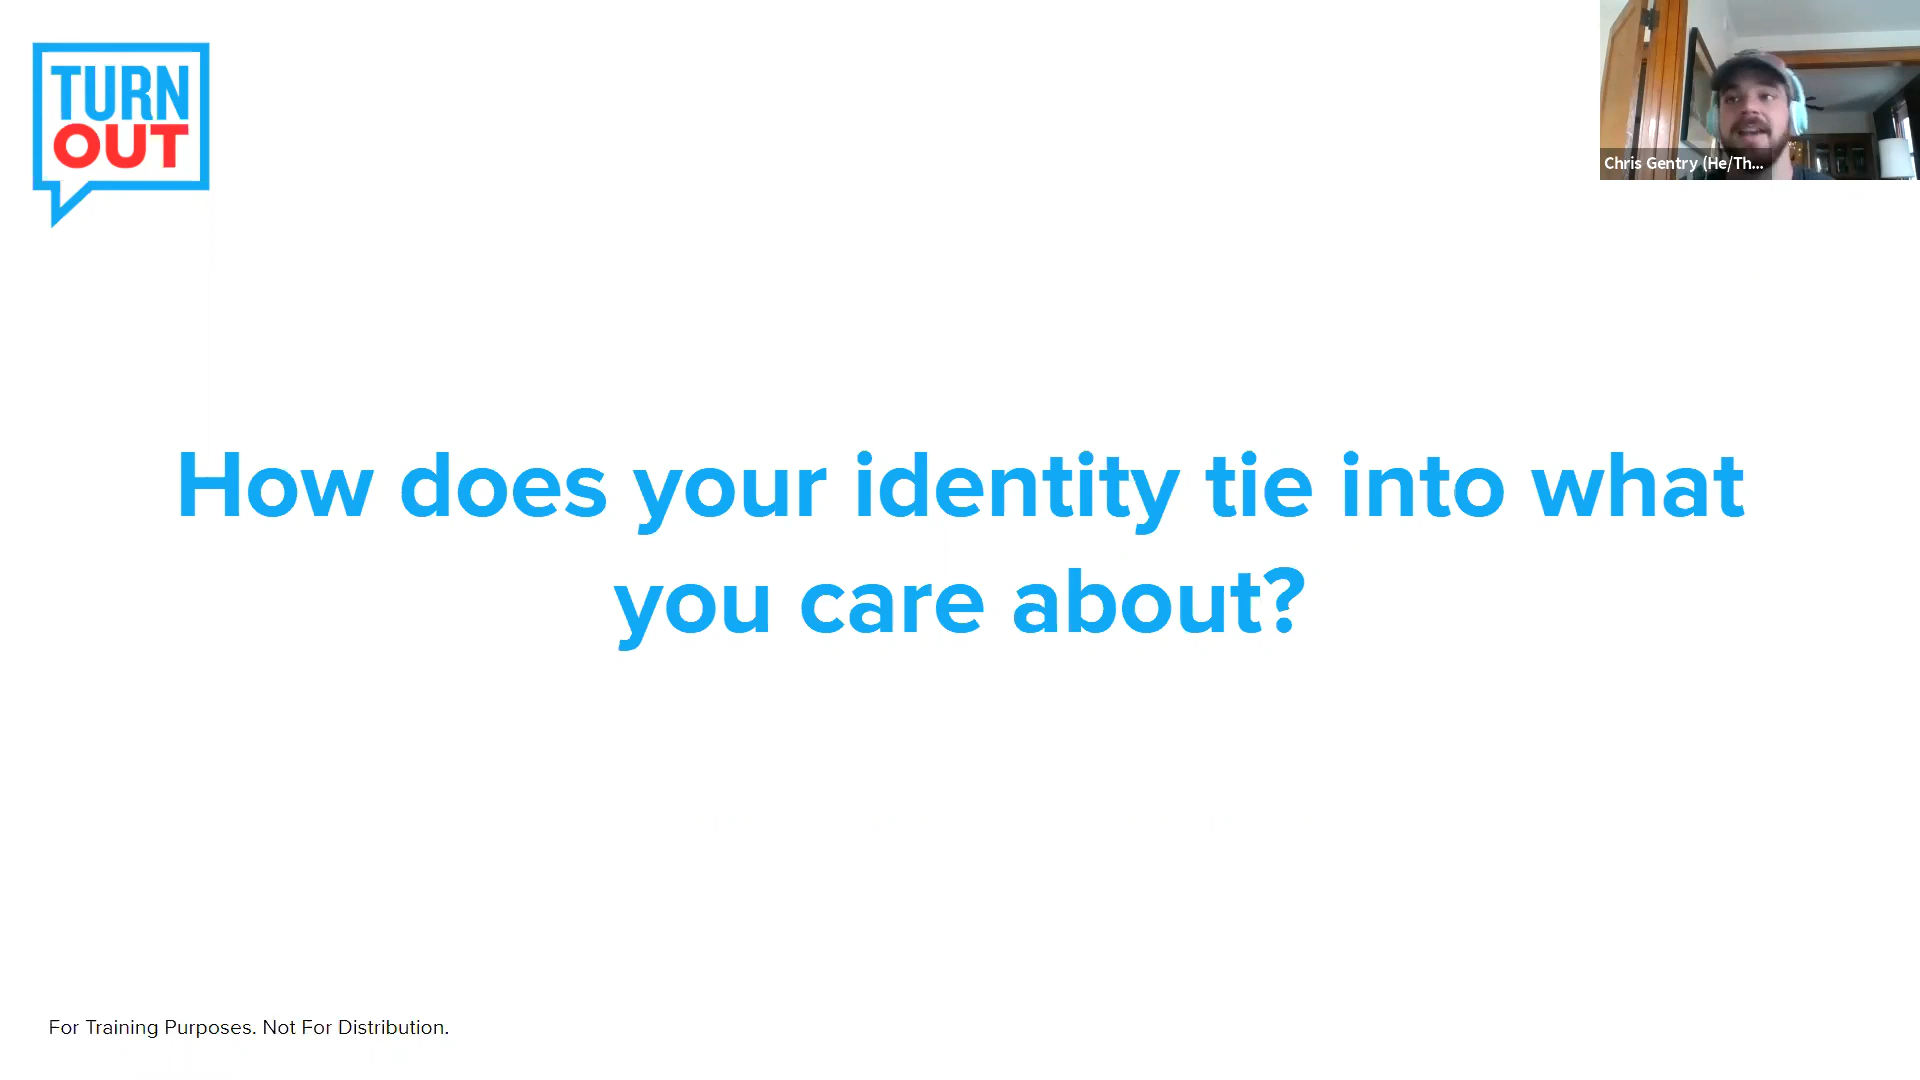 TURN
OUT
Chris Gentry (He/Th...
How does your identity tie into what
you care about?
For Training Purposes. Not For Distribution.